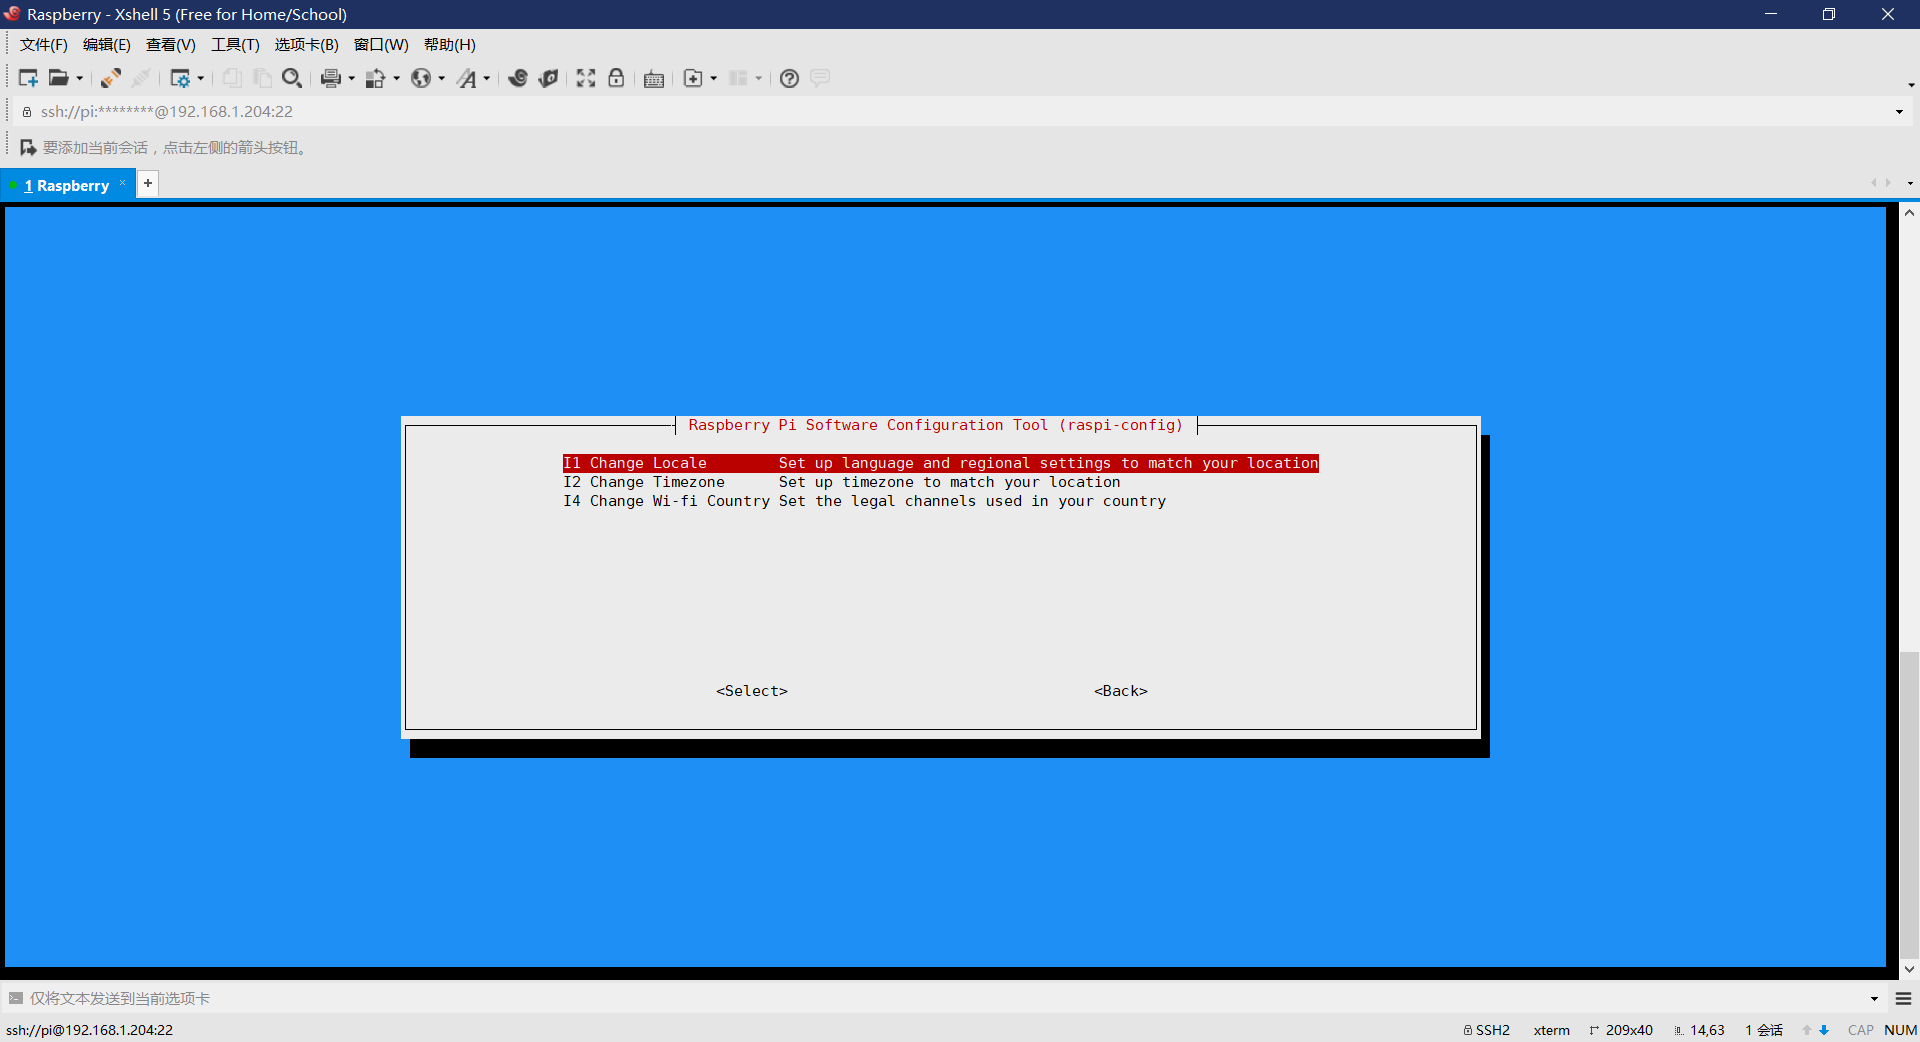 Raspberry - Xshell 5 (Free for Home/School)
文件(F) 编辑(E) 查看(V) 工具(T) 选项卡(B) 窗口(W) 帮助(H)
ssh://pi:********@192.168.1.204:22
要添加当前会话，点击左侧的箭头按钮。
1 Raspberry
Raspberry Pi Software Configuration Tool (raspi-config)
I1 Change Locale Set up language and regional settings to match your location
I2 Change Timezone Set up timezone to match your location
I4 Change Wi-fi Country Set the legal channels used in your country
<Select> <Back>
仅将文本发送到当前选项卡
ssh://pi@192.168.1.204:22 SSH2 xterm 209x40 14,63 1 会话 CAP NUM